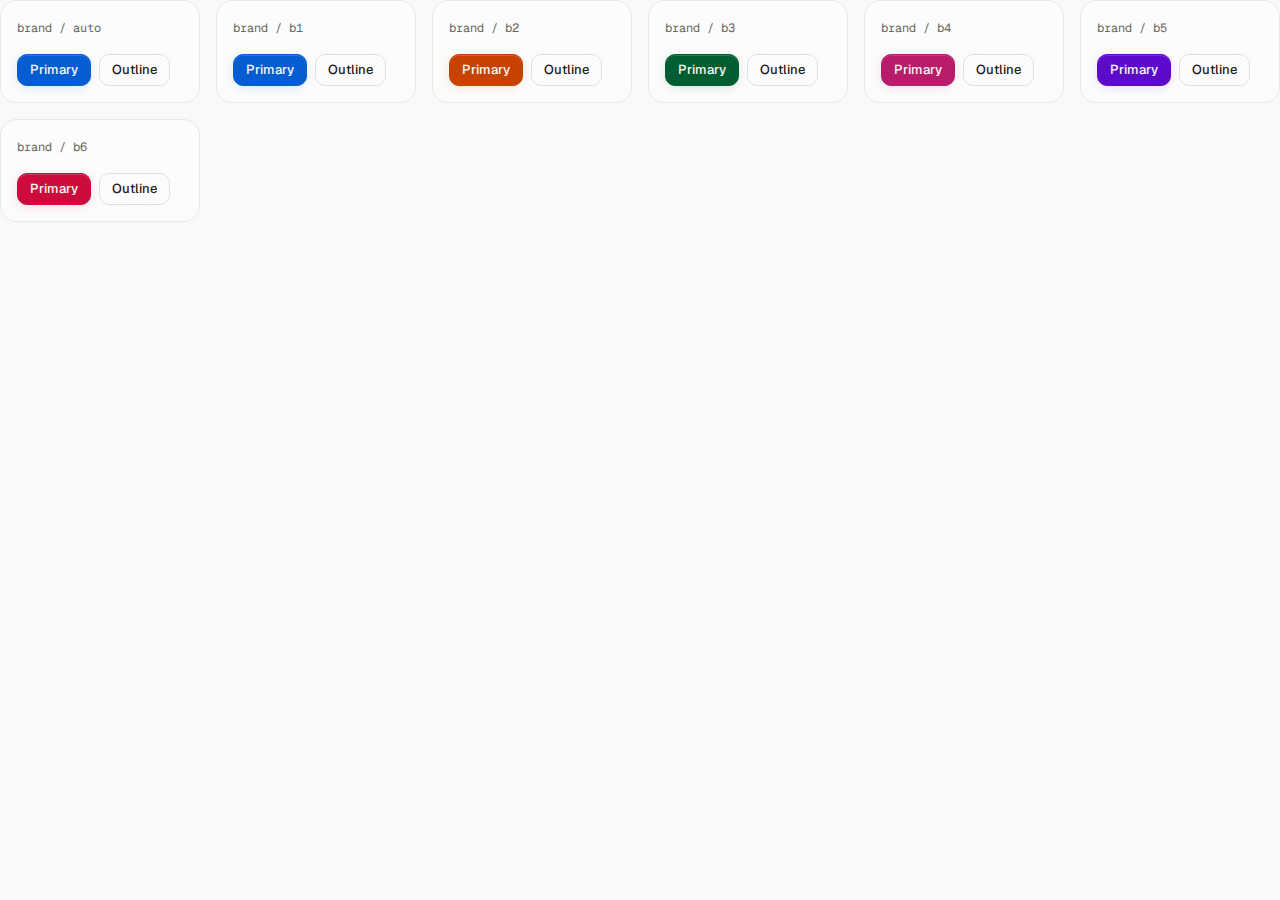 brand / auto
Primary Outline
brand / b1
Primary Outline
brand / b2
Primary Outline
brand / b3
Primary Outline
brand / b4
Primary Outline
brand / b5
Primary Outline
brand / b6
Primary Outline